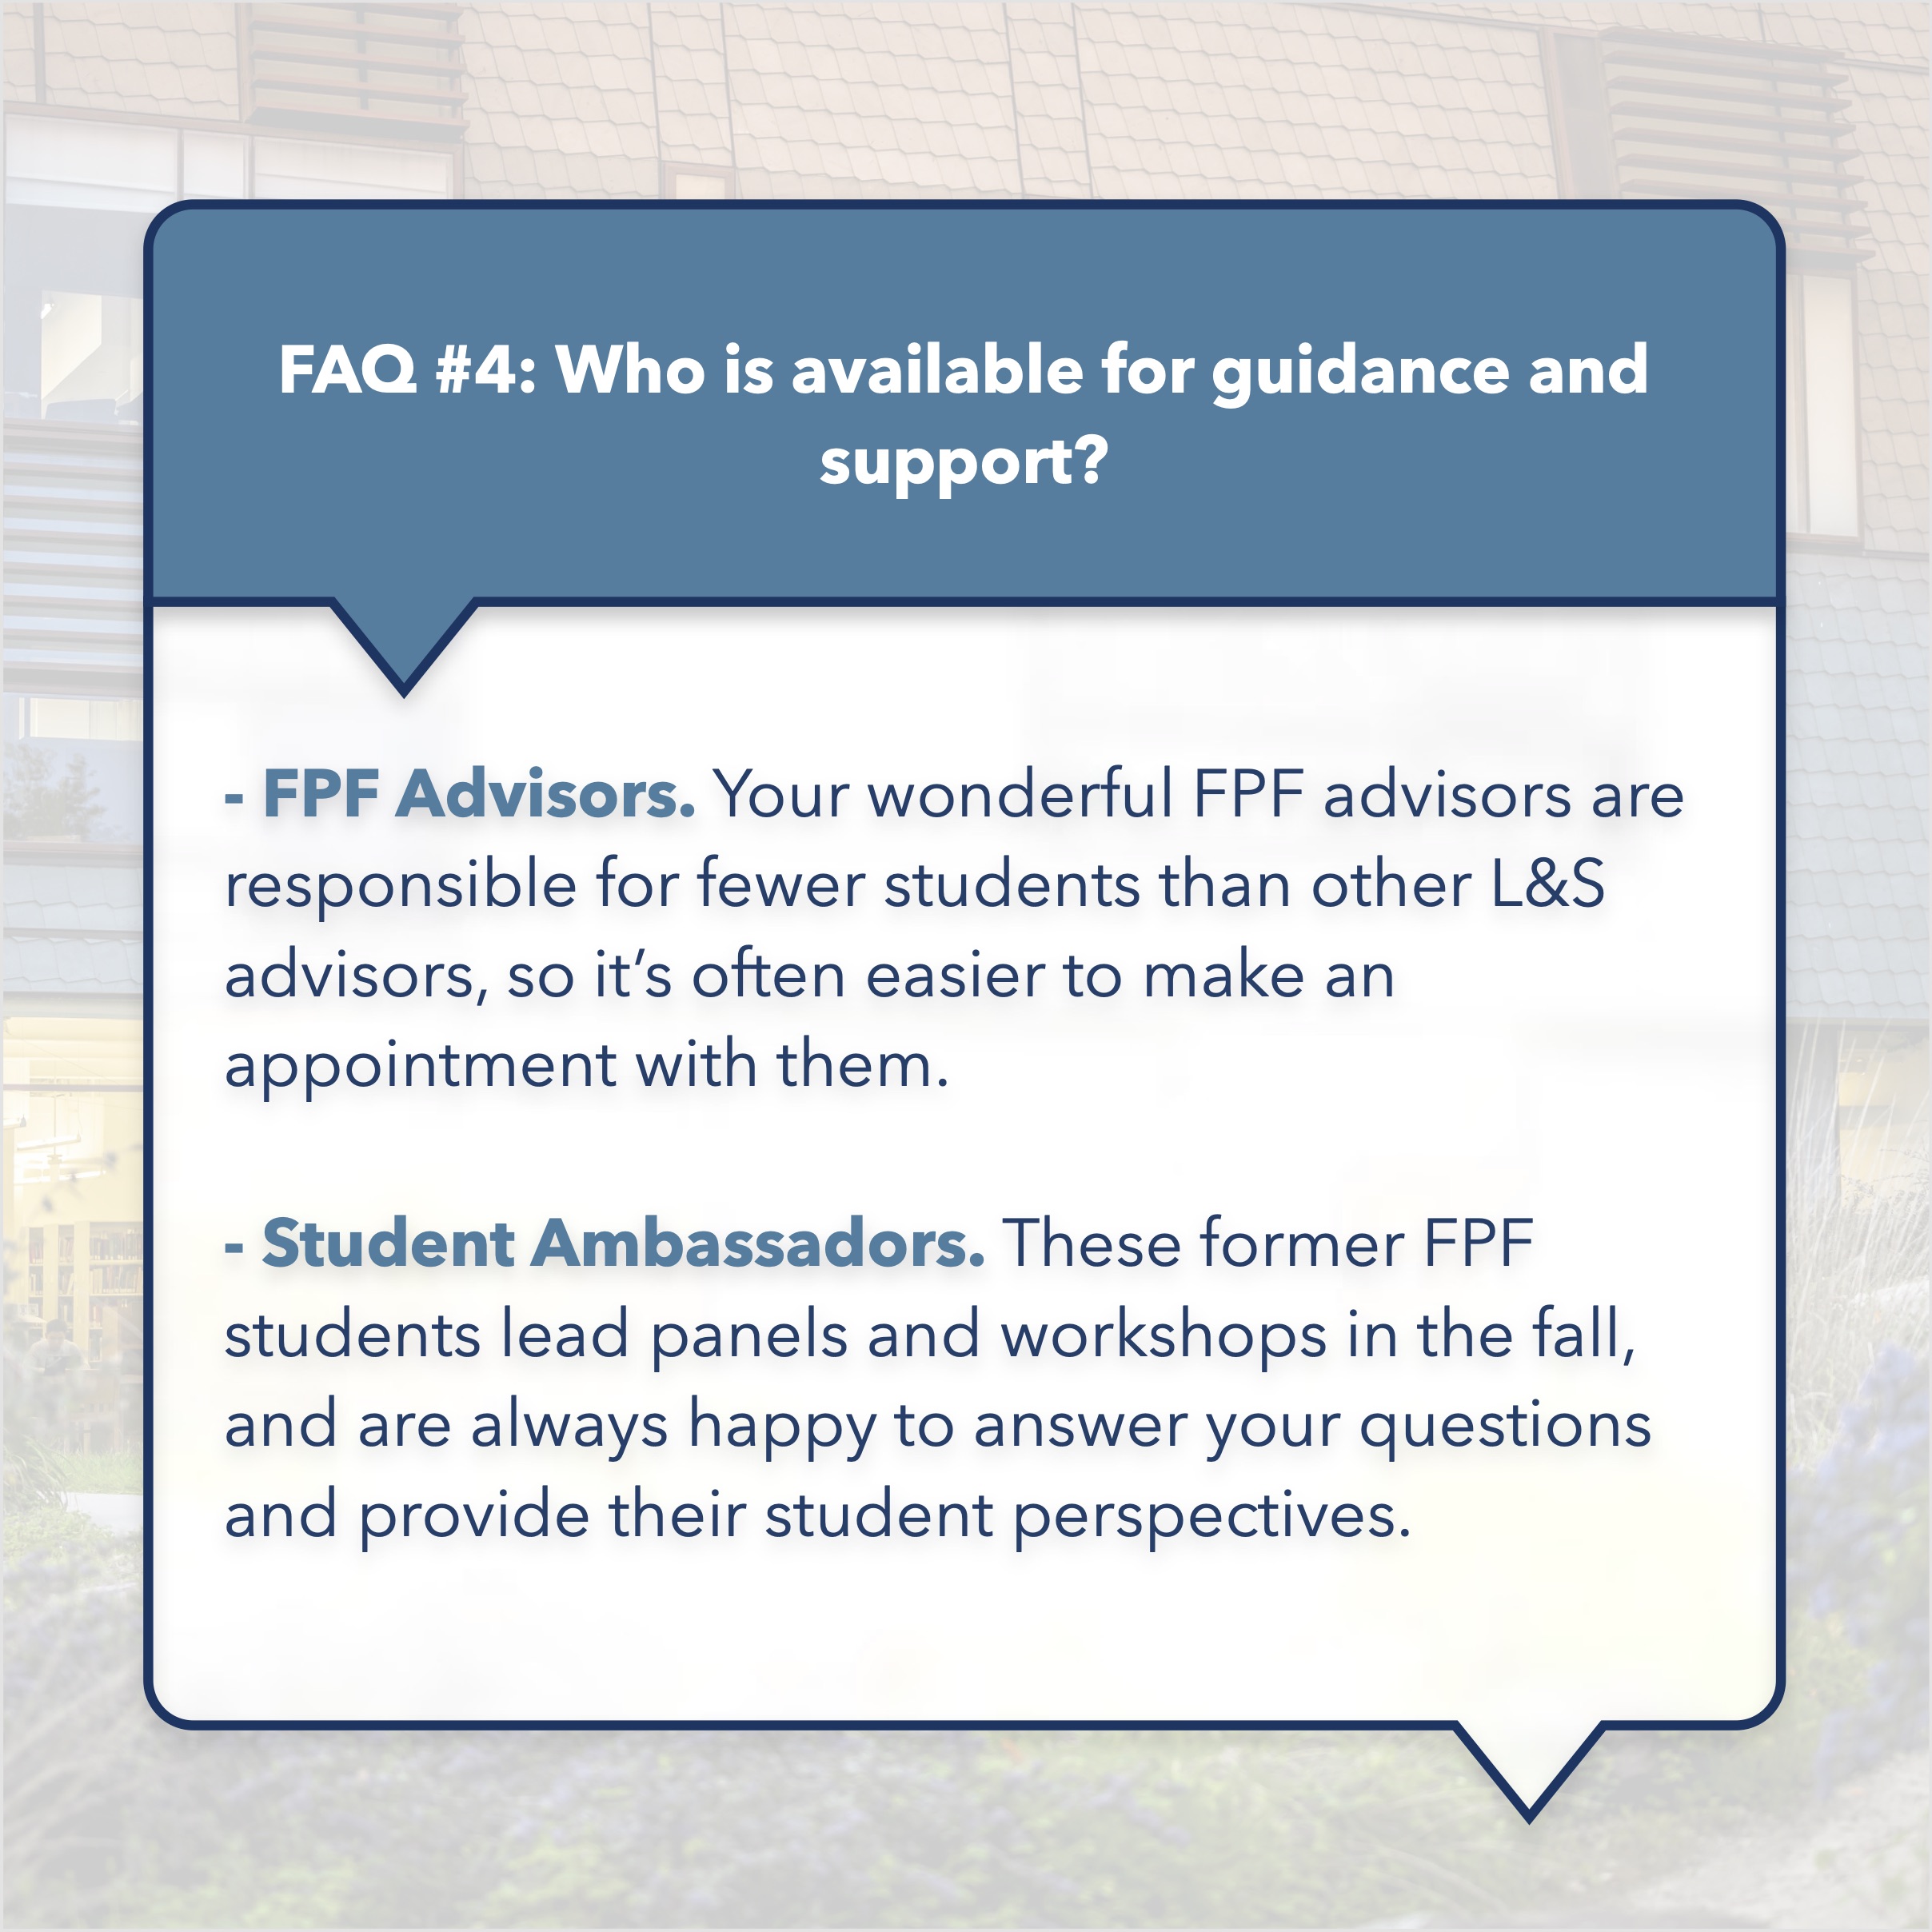 FAQ #4: Who is available for guidance and
support?
- FPF Advisors. Your wonderful FPF advisors are
responsible for fewer students than other L&S
advisors, so it’s often easier to make an
appointment with them.
- Student Ambassadors. These former FPF
students lead panels and workshops in the fall,
and are always happy to answer your questions
and provide their student perspectives.